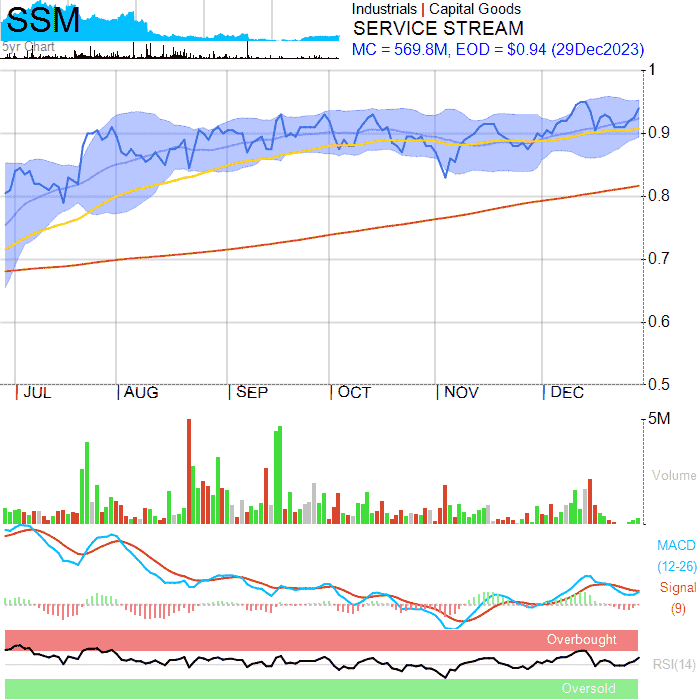 SSM
5yr Chart
Industrials | Capital Goods
SERVICE STREAM
MC = 569.8M, EOD = $0.94 (29Dec2023)
1
0.9
0.8
0.7
0.6
0.5
JUL AUG SEP OCT NOV DEC
5M
Volume
MACD
(12-26)
Signal
(9)
Overbought
RSI(14)
Oversold